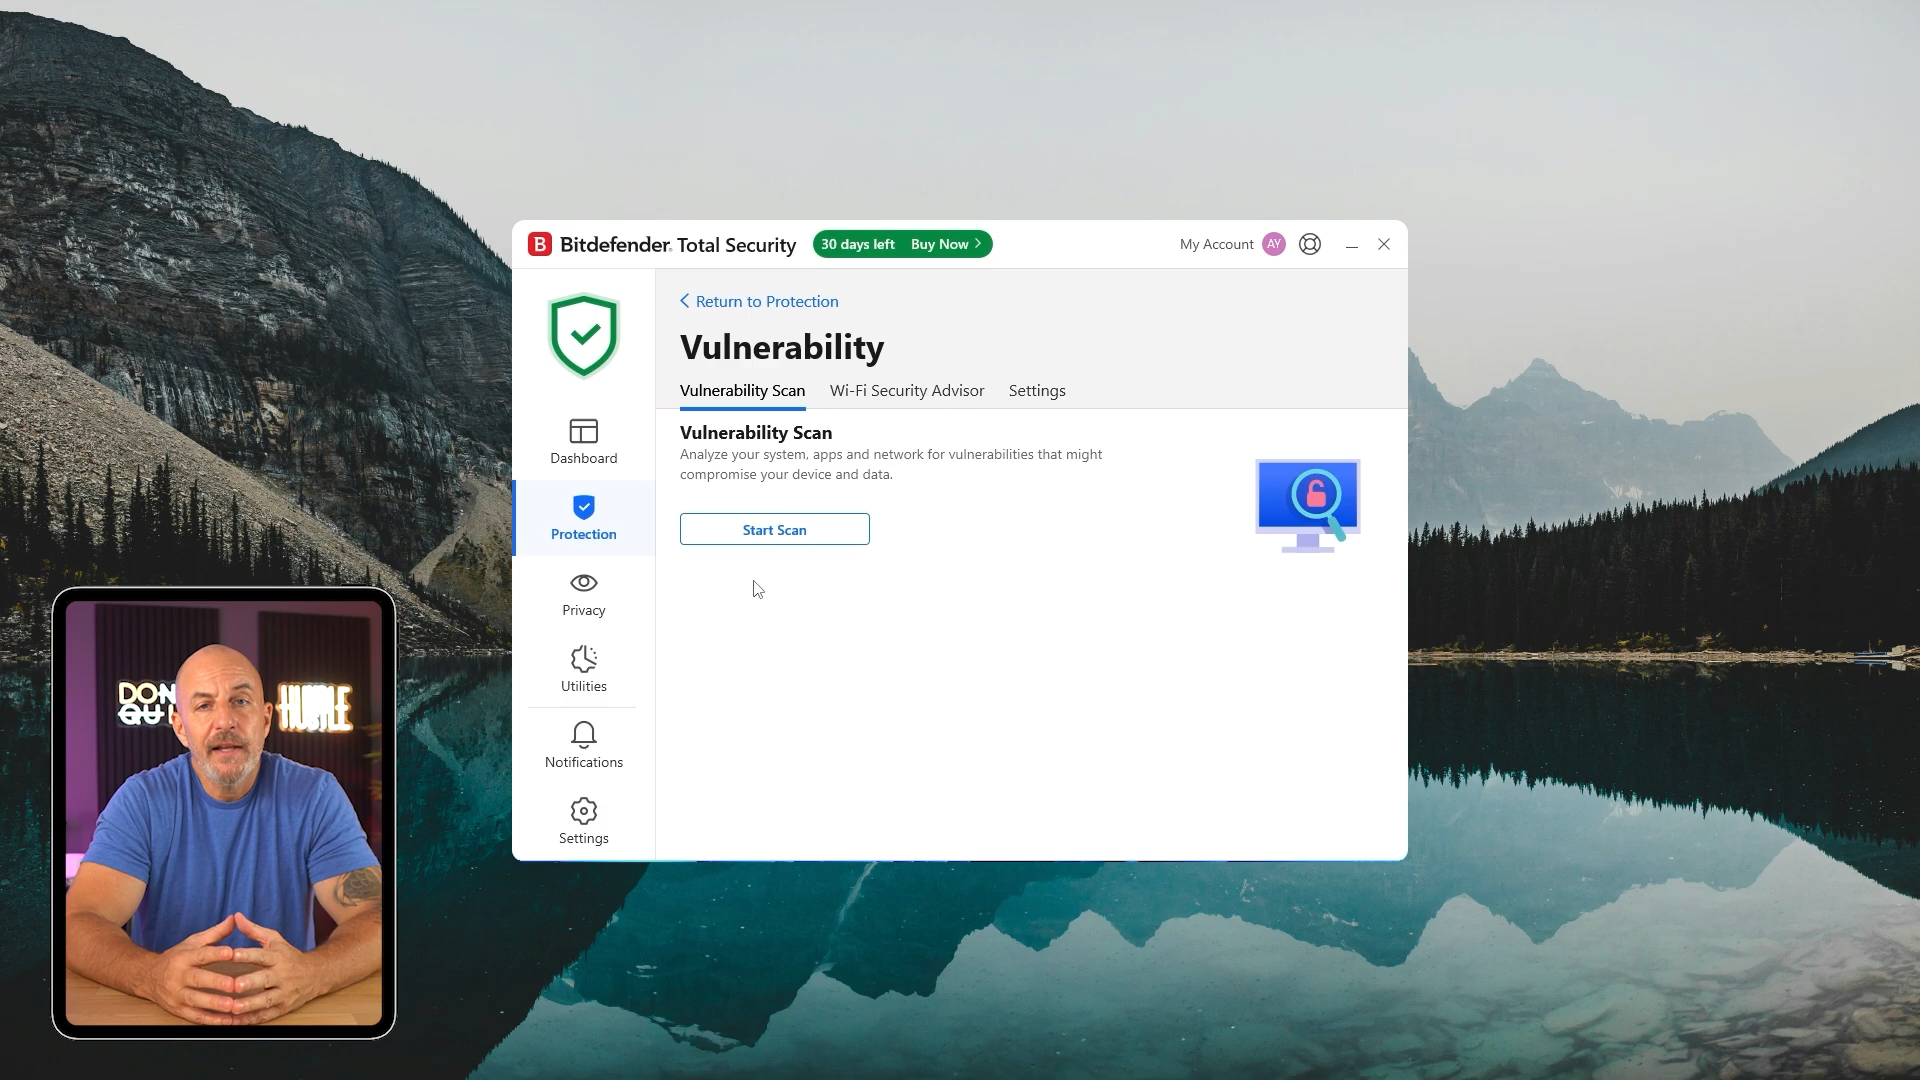 B Bitdefender Total Security
30 days left Buy Now
My Account AY
Return to Protection
Vulnerability
Vulnerability Scan Wi-Fi Security Advisor Settings
Vulnerability Scan
Analyze your system, apps and network for vulnerabilities that might
compromise your device and data.
Start Scan
Dashboard
Protection
Privacy
Utilities
Notifications
Settings
DON
QU
HUSTLE